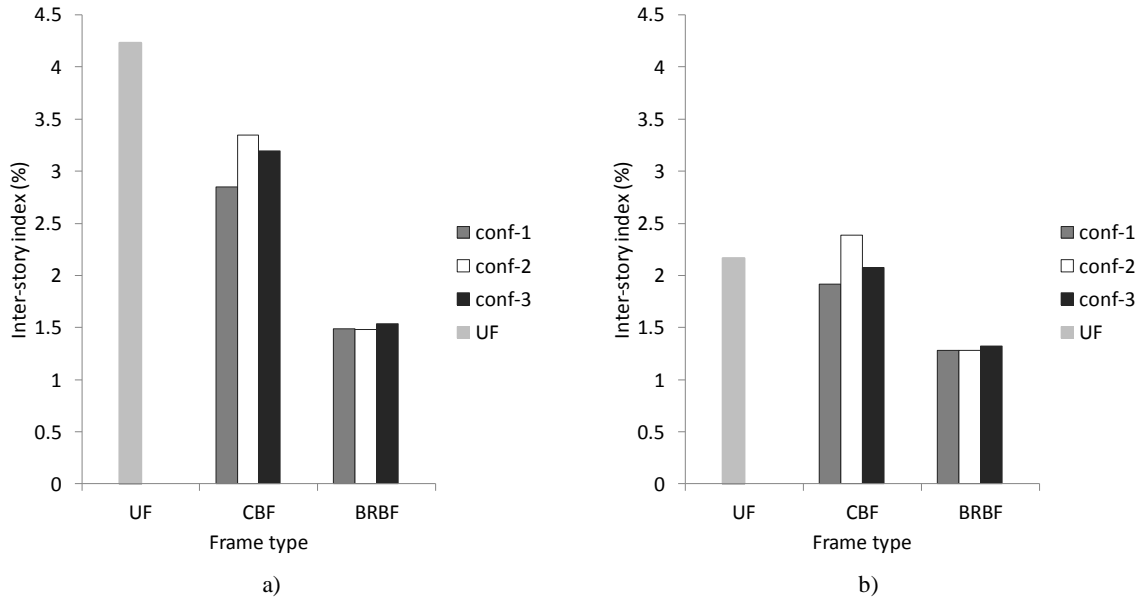 4.5
4
3.5
3
2.5
2
1.5
1
0.5
0
Inter-story index (%)
UF CBF BRBF
Frame type
conf-1
conf-2
conf-3
UF
a)
4.5
4
3.5
3
2.5
2
1.5
1
0.5
0
Inter-story index (%)
UF CBF BRBF
Frame type
conf-1
conf-2
conf-3
UF
b)